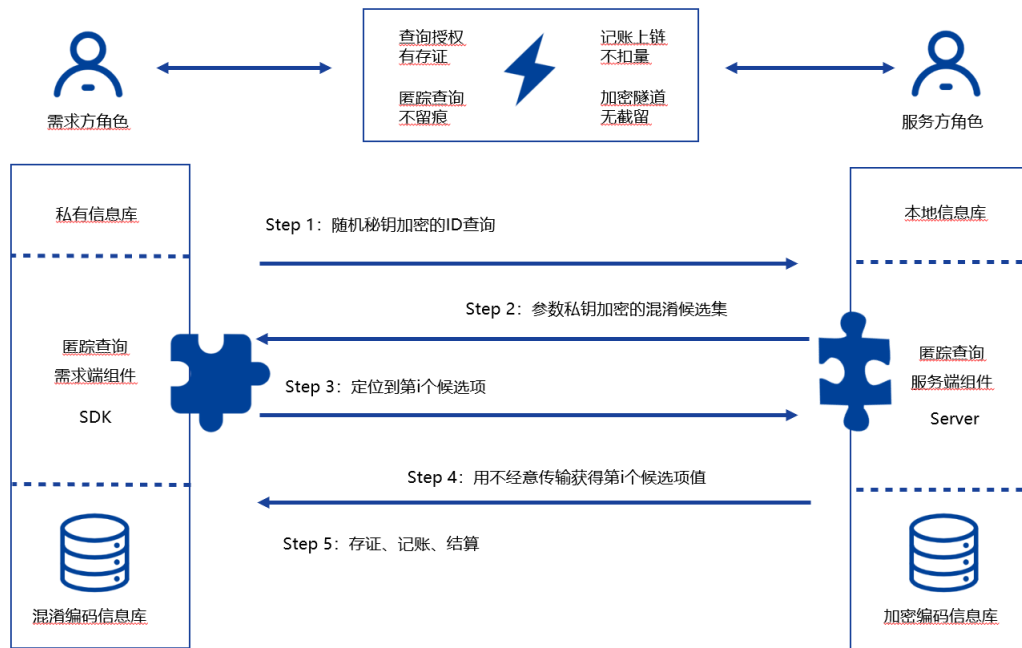 查询授权
有存证
记账上链
不扣量
匿踪查询
不留痕
加密隧道
无截留
需求方角色
服务方角色
私有信息库
本地信息库
Step 1：随机秘钥加密的ID查询
Step 2：参数私钥加密的混淆候选集
匿踪查询
需求端组件
SDK
匿踪查询
服务端组件
Server
Step 3：定位到第i个候选项
Step 4：用不经意传输获得第i个候选项值
Step 5：存证、记账、结算
混淆编码信息库
加密编码信息库